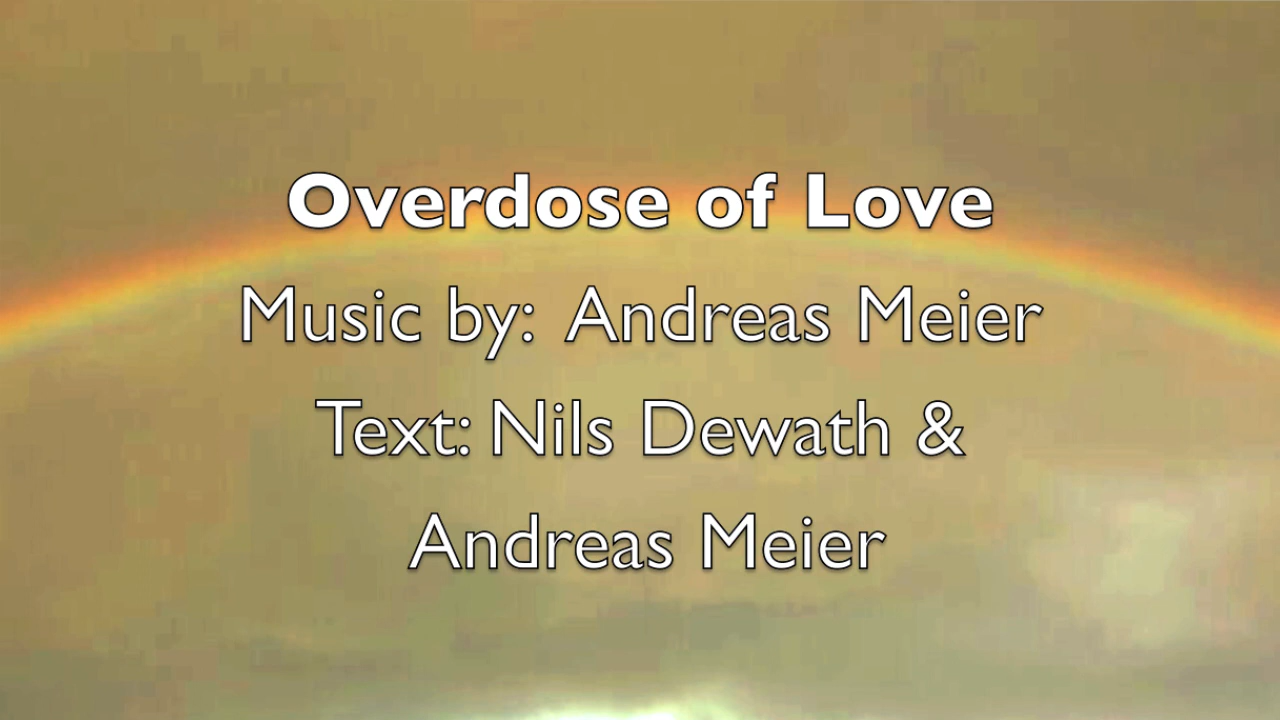 Overdose of Love
Music by: Andreas Meier
Text: Nils Dewath &
Andreas Meier